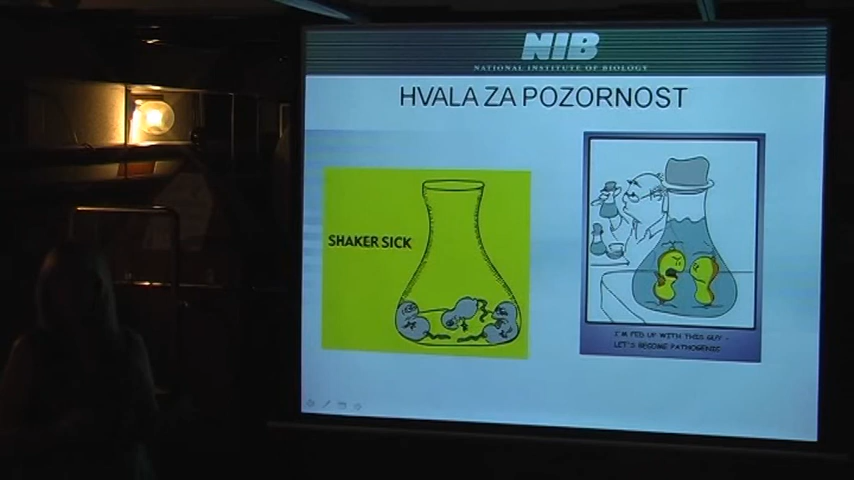 NIB
NATIONAL INSTITUTE OF BIOLOGY
HVALA ZA POZORNOST
SHAKER SICK
I'M FED UP WITH THIS GUY -
LET'S BECOME PATHOGENIC